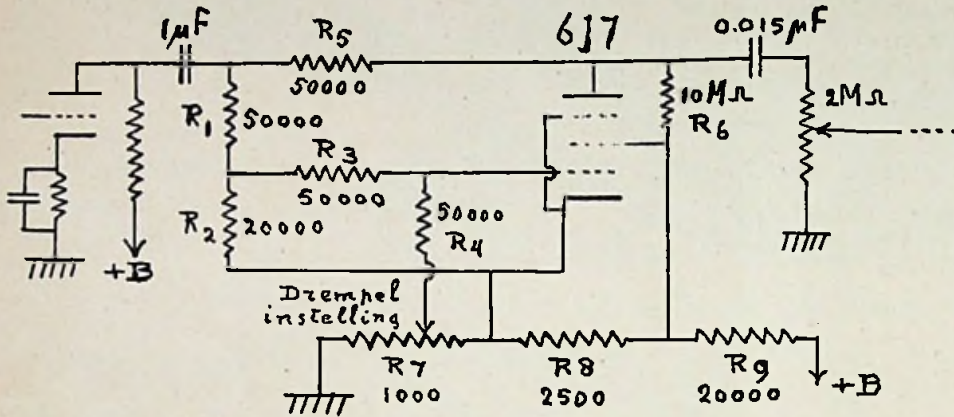 1μF
R5
50000
6J7
0.015μF
R1
50000
R3
50000
10MΩ
R6
2MΩ
R2
20000
50000
R4
+B
Drempel
instelling
R7
1000
R8
2500
R9
20000
+B